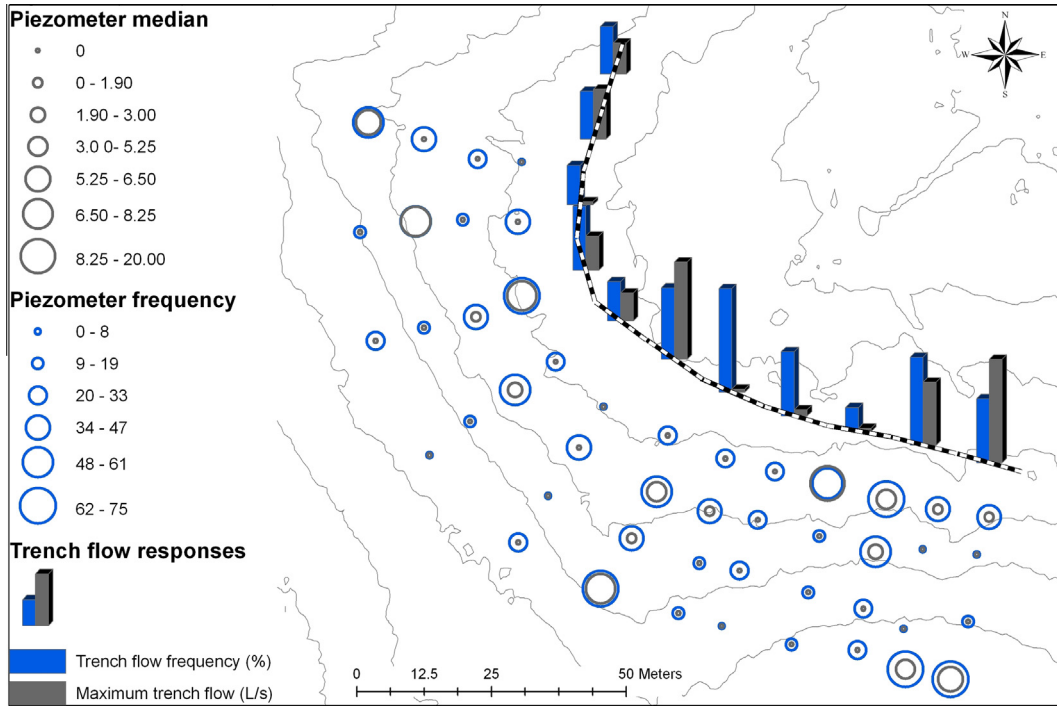 Piezometer median
0
0 - 1.90
1.90 - 3.00
3.0 0- 5.25
5.25 - 6.50
6.50 - 8.25
8.25 - 20.00
Piezometer frequency
0 - 8
9 - 19
20 - 33
34 - 47
48 - 61
62 - 75
Trench flow responses
Trench flow frequency (%)
Maximum trench flow (L/s)
0 12.5 25 50 Meters
N
W E
S